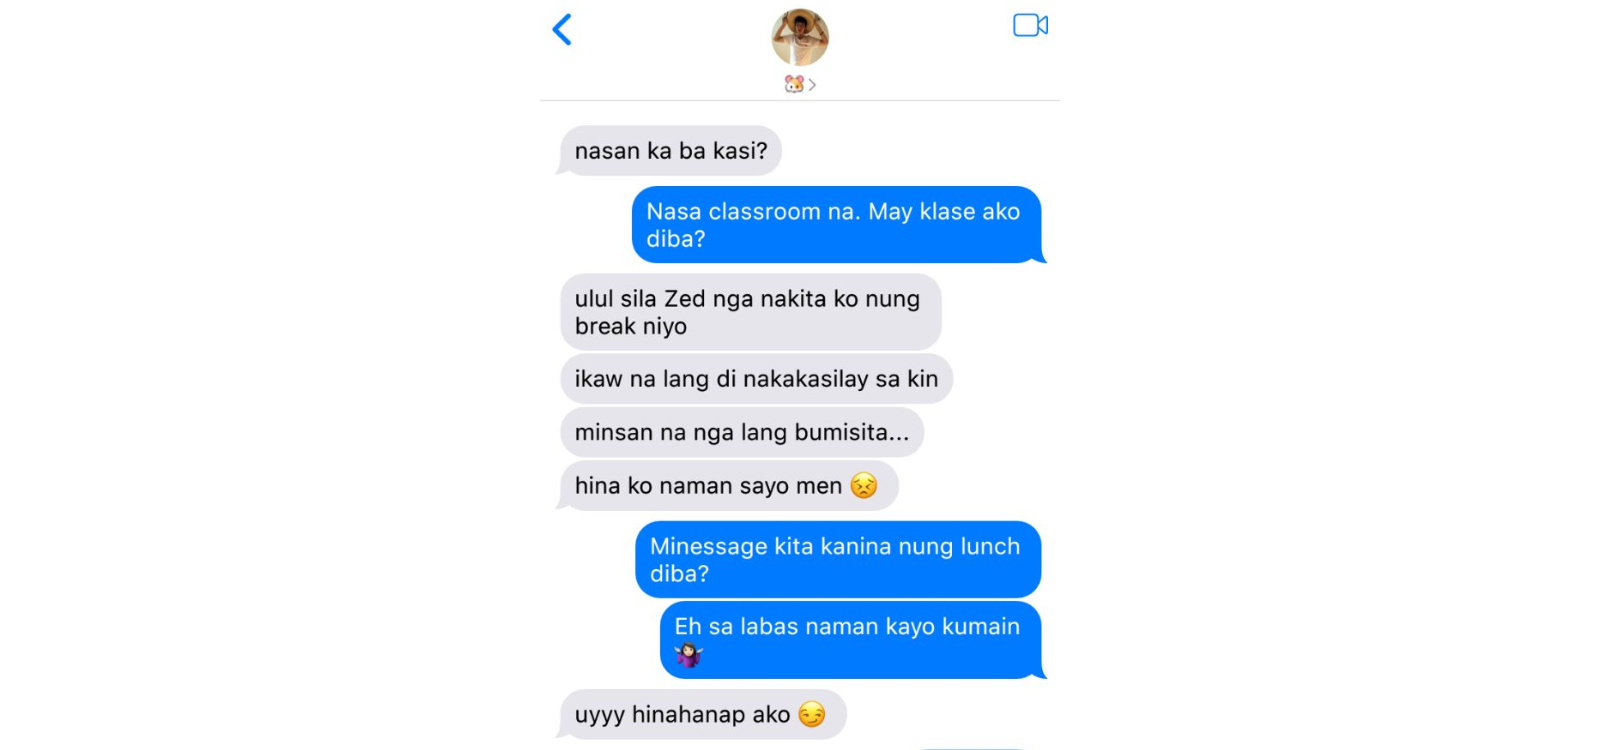 nasan ka ba kasi?
Nasa classroom na. May klase ako
diba?
ulul sila Zed nga nakita ko nung
break niyo
ikaw na lang di nakakasilay sa kin
minsan na nga lang bumisita...
hina ko naman sayo men 😣
Minessage kita kanina nung lunch
diba?
Eh sa labas naman kayo kumain
🤷🏻‍♀️
uyyy hinahanap ako 😏